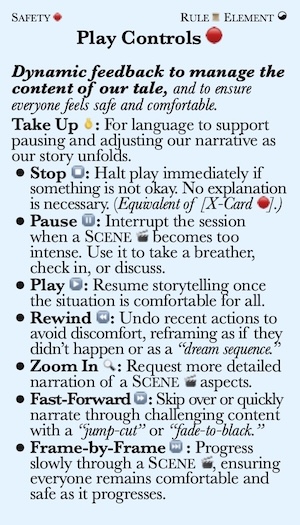 SAFETY 🔴 RULE 📜 ELEMENT ☯
Play Controls 🛑
Dynamic feedback to manage the
content of our tale, and to ensure
everyone feels safe and comfortable.
Take Up 👌: For language to support
pausing and adjusting our narrative as
our story unfolds.
• Stop ⏹: Halt play immediately if
something is not okay. No explanation
is necessary. (Equivalent of [X-Card 🛑].)
• Pause ⏸: Interrupt the session
when a SCENE 🎬 becomes too
intense. Use it to take a breather,
check in, or discuss.
• Play ▶: Resume storytelling once
the situation is comfortable for all.
• Rewind ⏪: Undo recent actions to
avoid discomfort, reframing as if they
didn't happen or as a “dream sequence.”
• Zoom In 🔍: Request more detailed
narration of a SCENE 🎬 aspects.
• Fast-Forward ⏩: Skip over or quickly
narrate through challenging content
with a “jump-cut” or “fade-to-black.”
• Frame-by-Frame ⏯: Progress
slowly through a SCENE 🎬, ensuring
everyone remains comfortable and
safe as it progresses.